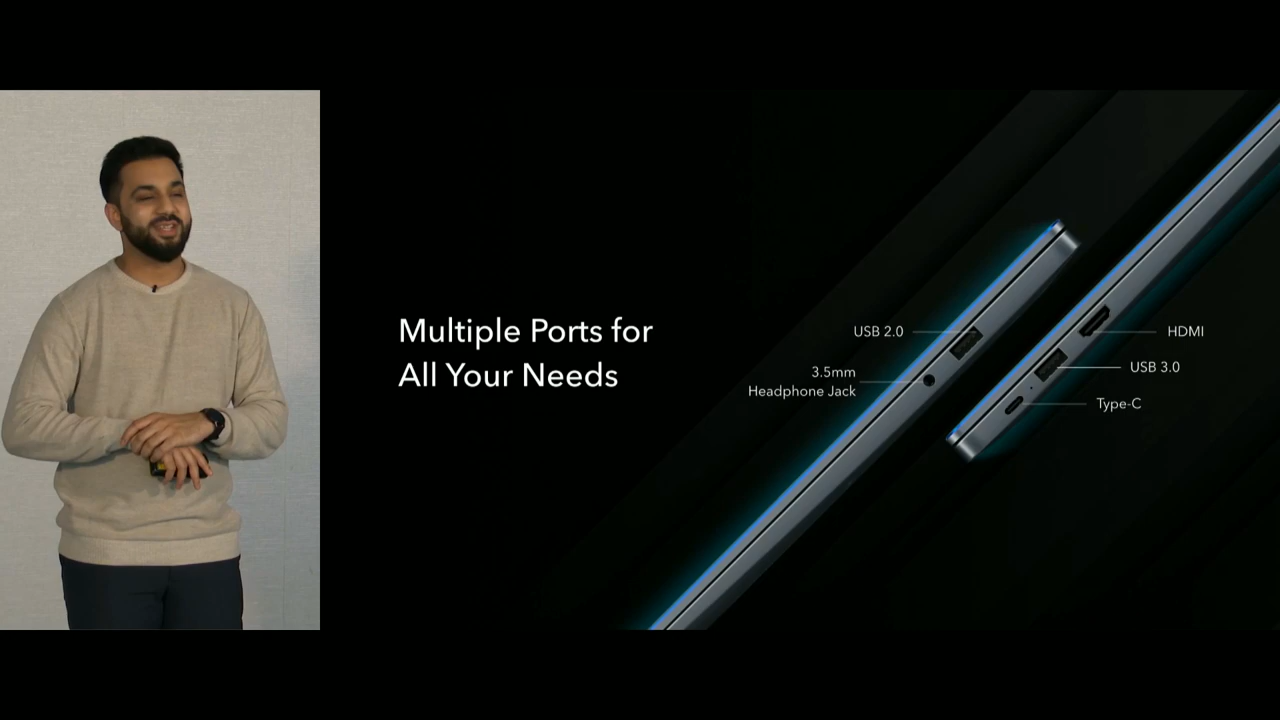 Multiple Ports for
All Your Needs
USB 2.0
3.5mm
Headphone Jack
HDMI
USB 3.0
Type-C